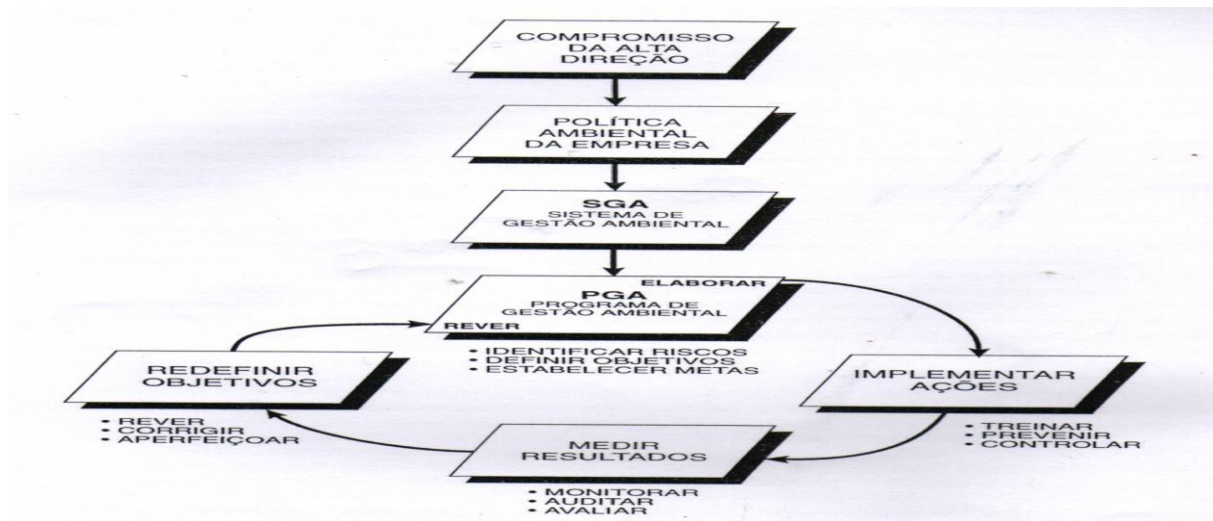 COMPROMISSO
DA ALTA
DIREÇÃO
POLÍTICA
AMBIENTAL
DA EMPRESA
SGA
SISTEMA DE
GESTÃO AMBIENTAL
ELABORAR
PGA
PROGRAMA DE
GESTÃO AMBIENTAL
REVER
• IDENTIFICAR RISCOS
• DEFINIR OBJETIVOS
• ESTABELECER METAS
IMPLEMENTAR
AÇÕES
• TREINAR
• PREVENIR
• CONTROLAR
MEDIR
RESULTADOS
• MONITORAR
• AUDITAR
• AVALIAR
REDEFINIR
OBJETIVOS
• REVER
• CORRIGIR
• APERFEIÇOAR